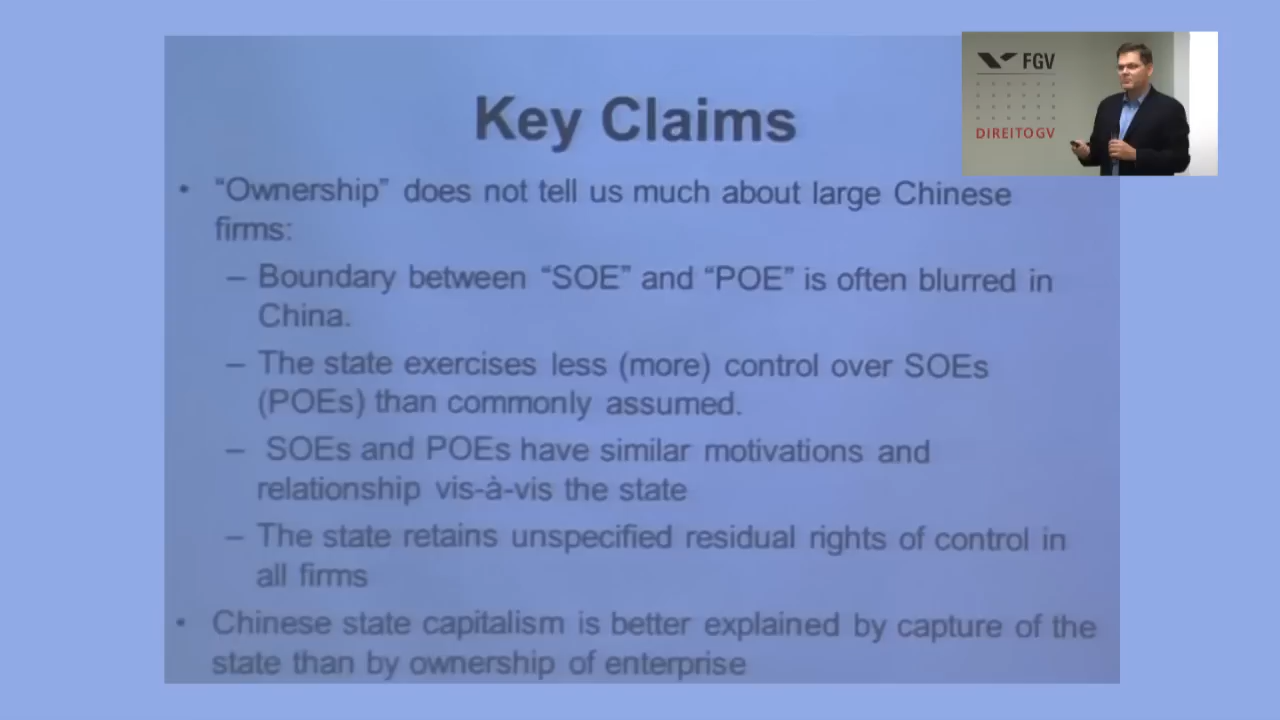 Key Claims
• “Ownership” does not tell us much about large Chinese
firms:
– Boundary between “SOE” and “POE” is often blurred in
China.
– The state exercises less (more) control over SOEs
(POEs) than commonly assumed.
– SOEs and POEs have similar motivations and
relationship vis-à-vis the state
– The state retains unspecified residual rights of control in
all firms
• Chinese state capitalism is better explained by capture of the
state than by ownership of enterprise
FGV
DIREITO GV